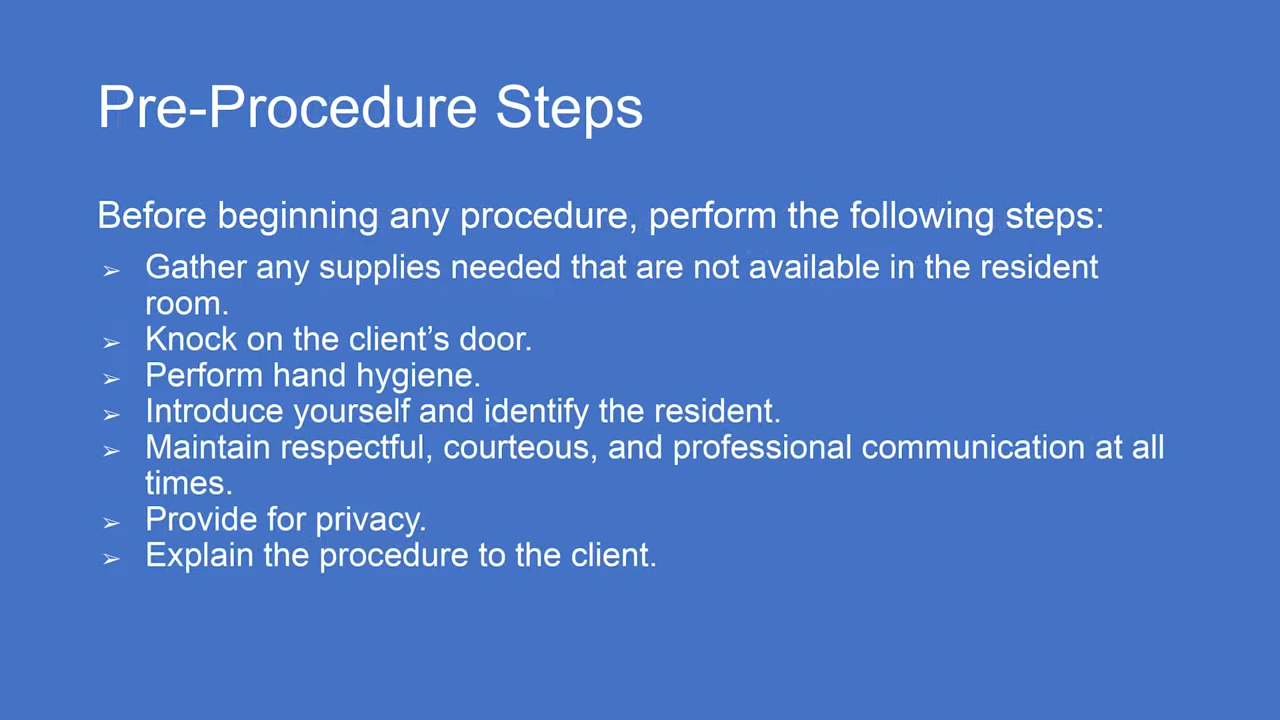 Pre-Procedure Steps
Before beginning any procedure, perform the following steps:
➢ Gather any supplies needed that are not available in the resident
room.
➢ Knock on the client’s door.
➢ Perform hand hygiene.
➢ Introduce yourself and identify the resident.
➢ Maintain respectful, courteous, and professional communication at all
times.
➢ Provide for privacy.
➢ Explain the procedure to the client.